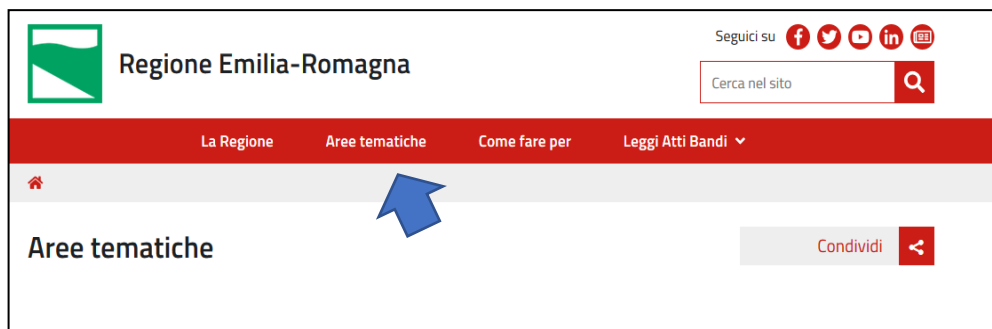 Seguici su
Regione Emilia-Romagna
Cerca nel sito
La Regione Aree tematiche Come fare per Leggi Atti Bandi
Aree tematiche
Condividi